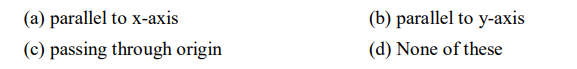 (a) parallel to x-axis (b) parallel to y-axis
(c) passing through origin (d) None of these